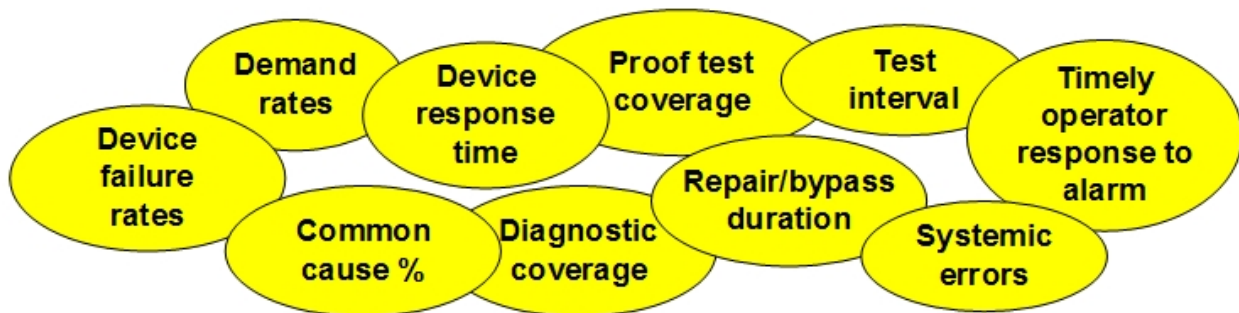 Demand
rates
Device
response
time
Proof test
coverage
Test
interval
Timely
operator
response to
alarm
Device
failure
rates
Common
cause %
Diagnostic
coverage
Repair/bypass
duration
Systemic
errors